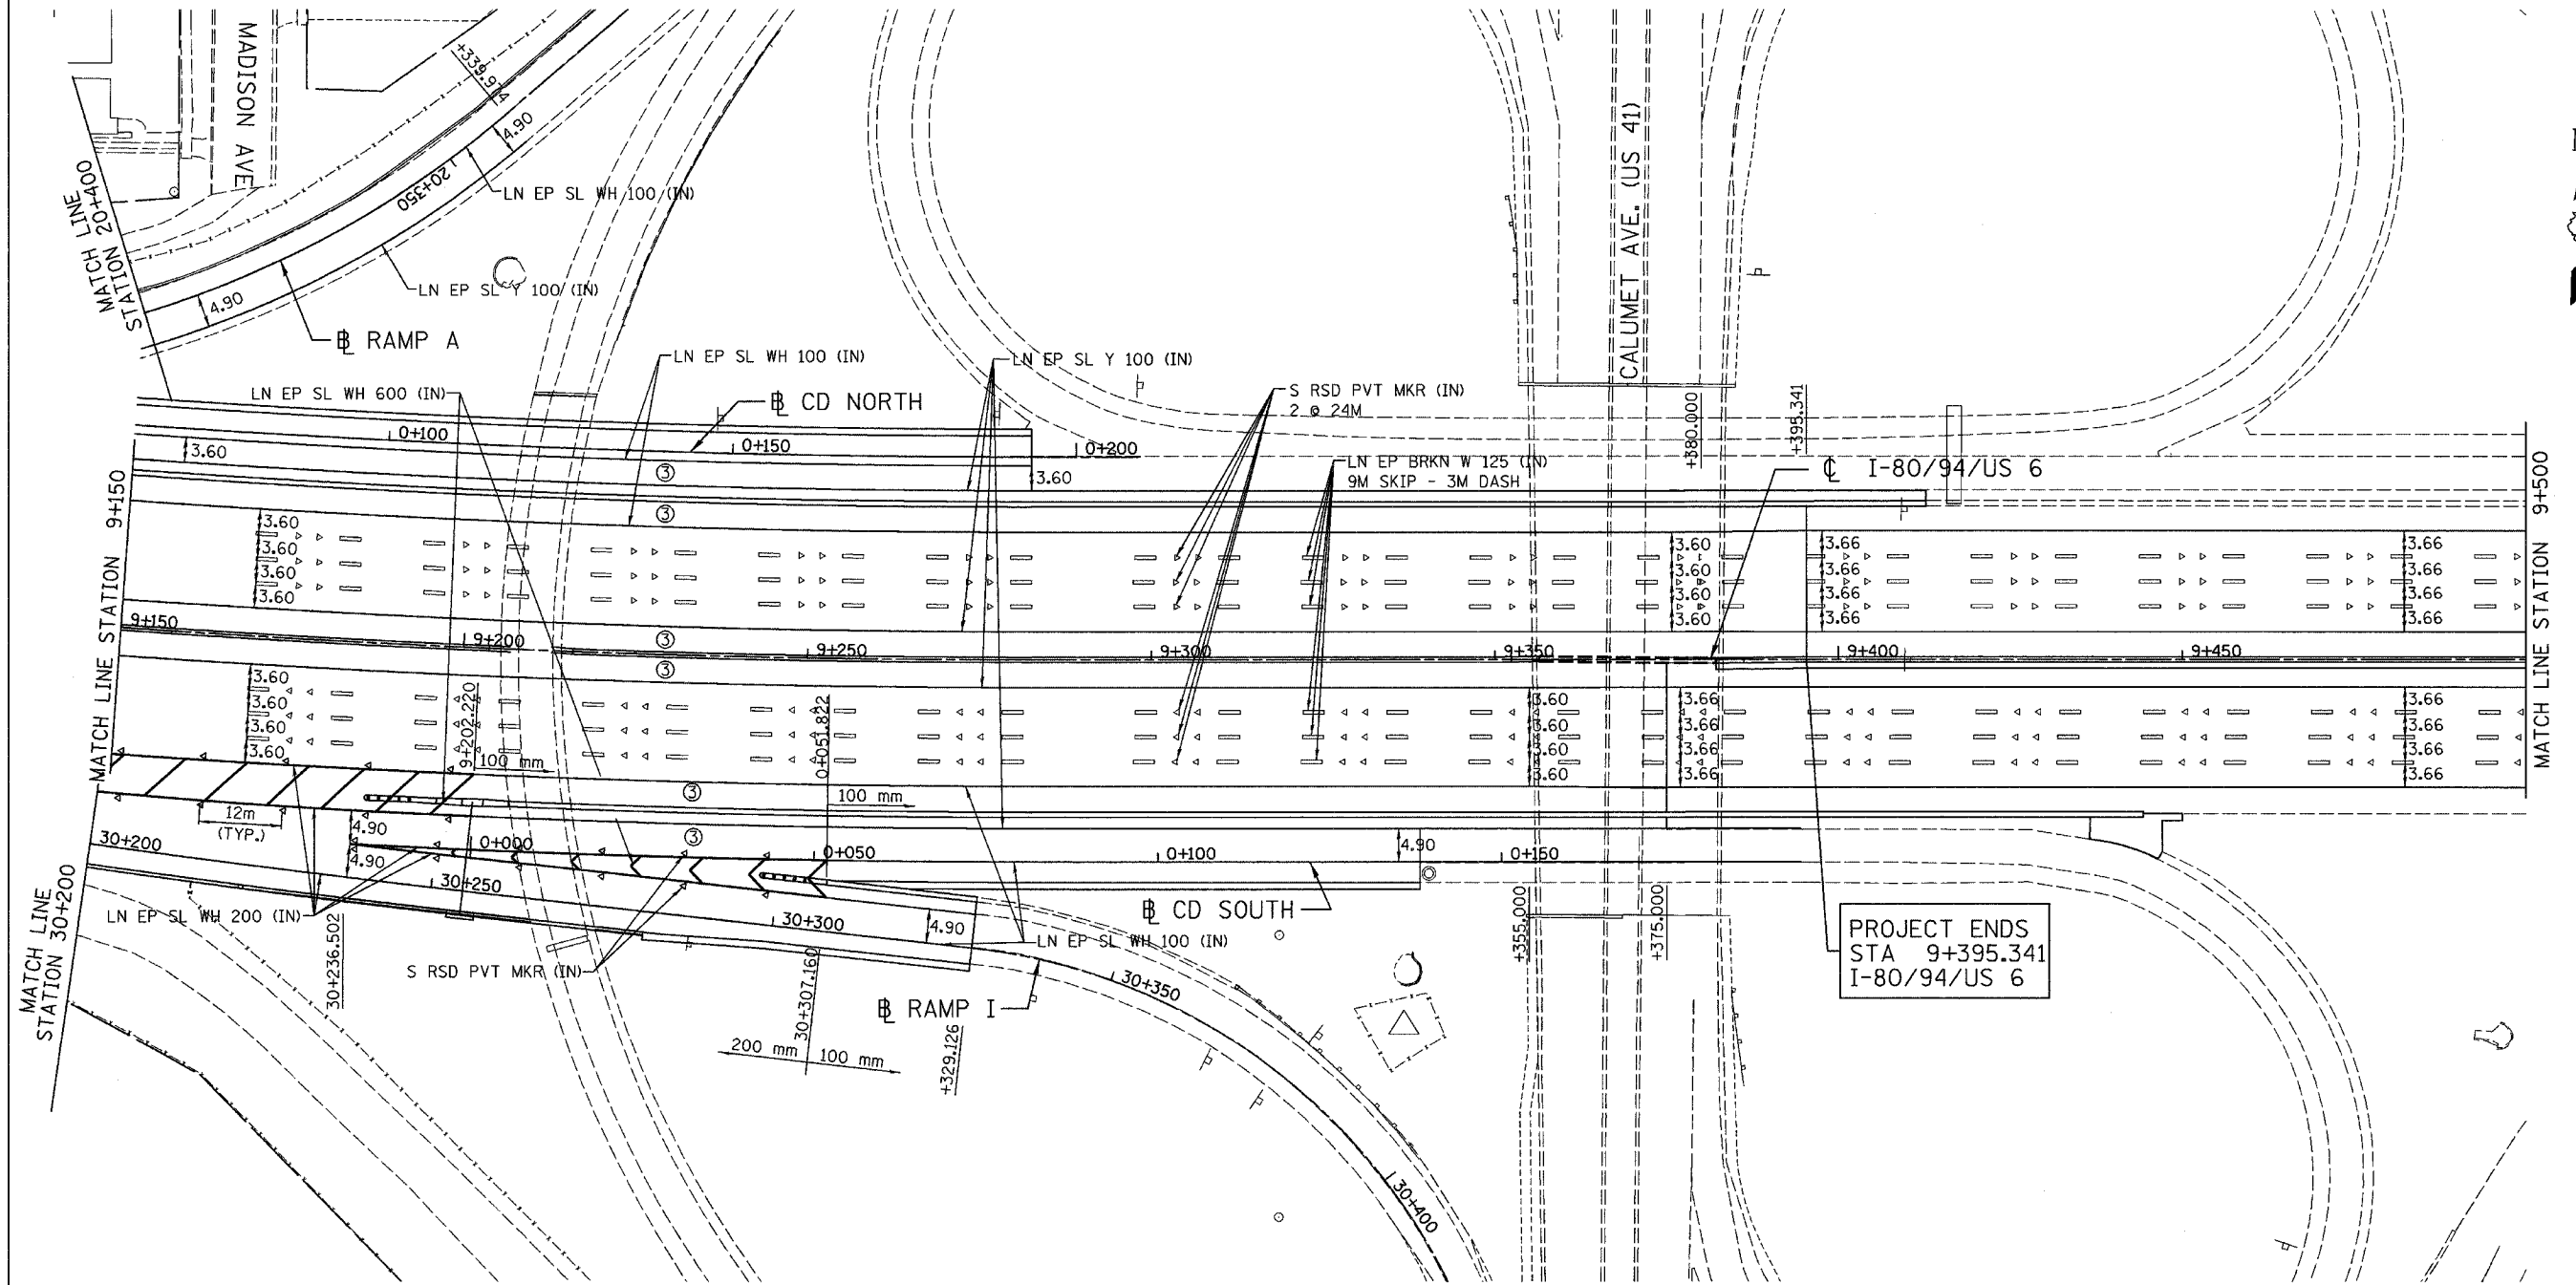 MADISON AVE
+339.974
4.90
20+350
LN EP SL WH 100 (IN)
MATCH LINE
STATION 20+400
4.90
LN EP SL Y 100 (IN)
BL RAMP A
LN EP SL WH 600 (IN)
LN EP SL WH 100 (IN)
BL CD NORTH
LN EP SL Y 100 (IN)
S RSD PVT MKR (IN)
2 @ 24M
CALUMET AVE. (US 41)
+380.000
+395.341
0+100
0+150
0+200
3.60
3
3.60
LN EP BRKN W 125 (IN)
9M SKIP - 3M DASH
CL I-80/94/US 6
MATCH LINE STATION 9+150
MATCH LINE STATION 9+500
3
3.60
3.60
3.60
3.60
3.60
3.60
3.60
3.60
3.66
3.66
3.66
3.66
3.66
3.66
3.66
3.66
9+150
9+200
3
9+250
9+300
9+350
9+400
9+450
3
3.60
3.60
3.60
3.60
9+202.220
0+051.822
3.60
3.60
3.60
3.60
3.66
3.66
3.66
3.66
3.66
3.66
3.66
3.66
100 mm
3
100 mm
12m
(TYP.)
4.90
4.90
3
30+200
0+000
0+050
0+100
4.90
0+150
30+250
30+300
4.90
MATCH LINE
STATION 30+200
LN EP SL WH 200 (IN)
30+236.502
S RSD PVT MKR (IN)
LN EP SL WH 100 (IN)
BL CD SOUTH
+355.000
+375.000
PROJECT ENDS
STA 9+395.341
I-80/94/US 6
30+307.160
BL RAMP I
30+350
200 mm
100 mm
+329.126
30+400